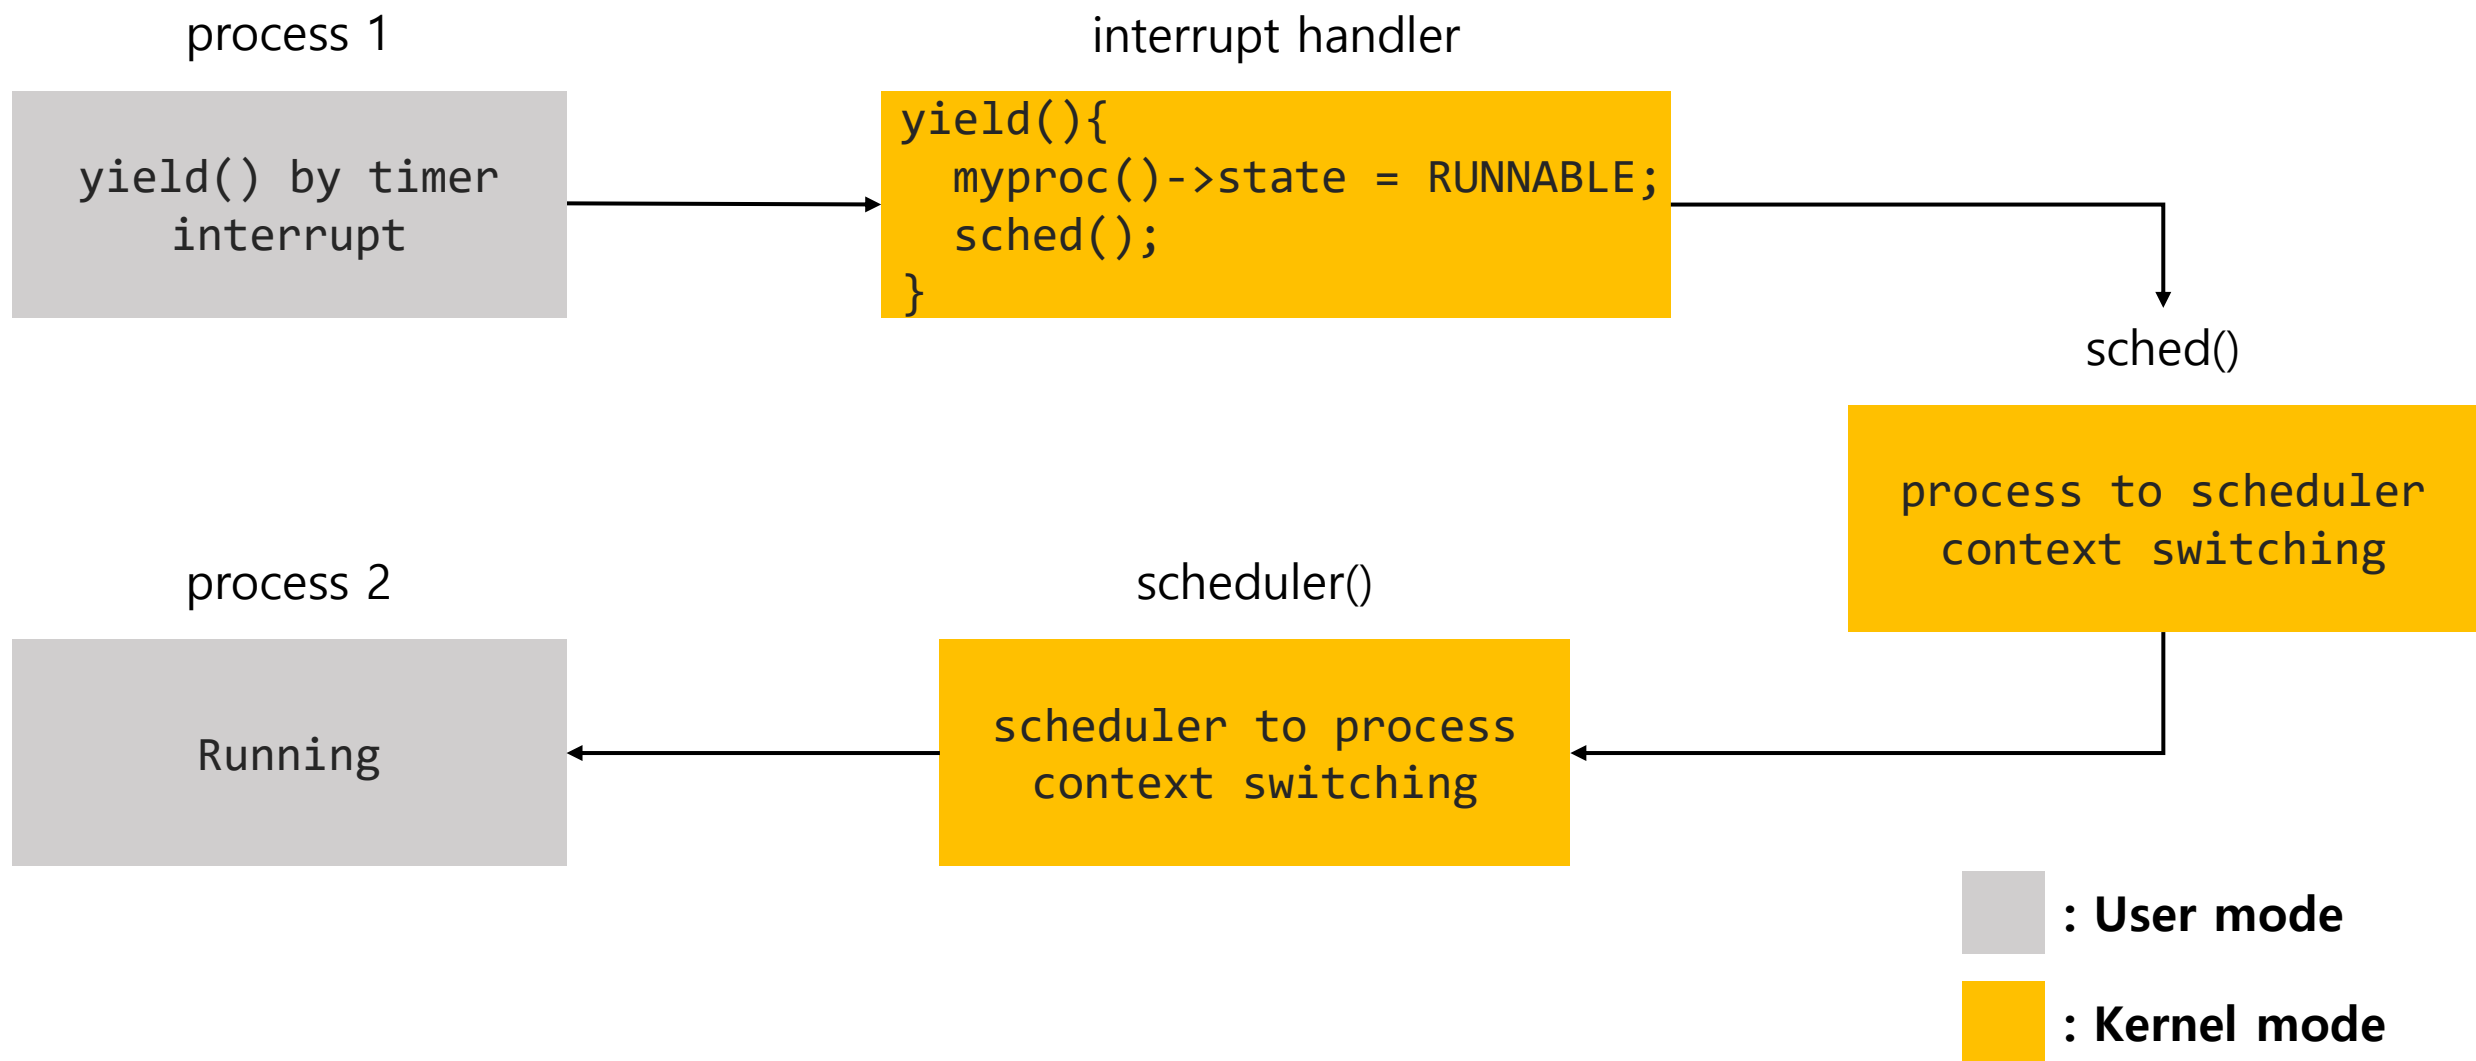 process 1
yield() by timer
interrupt
interrupt handler
yield(){
  myproc()->state = RUNNABLE;
  sched();
}
sched()
process to scheduler
context switching
scheduler()
scheduler to process
context switching
process 2
Running
: User mode
: Kernel mode